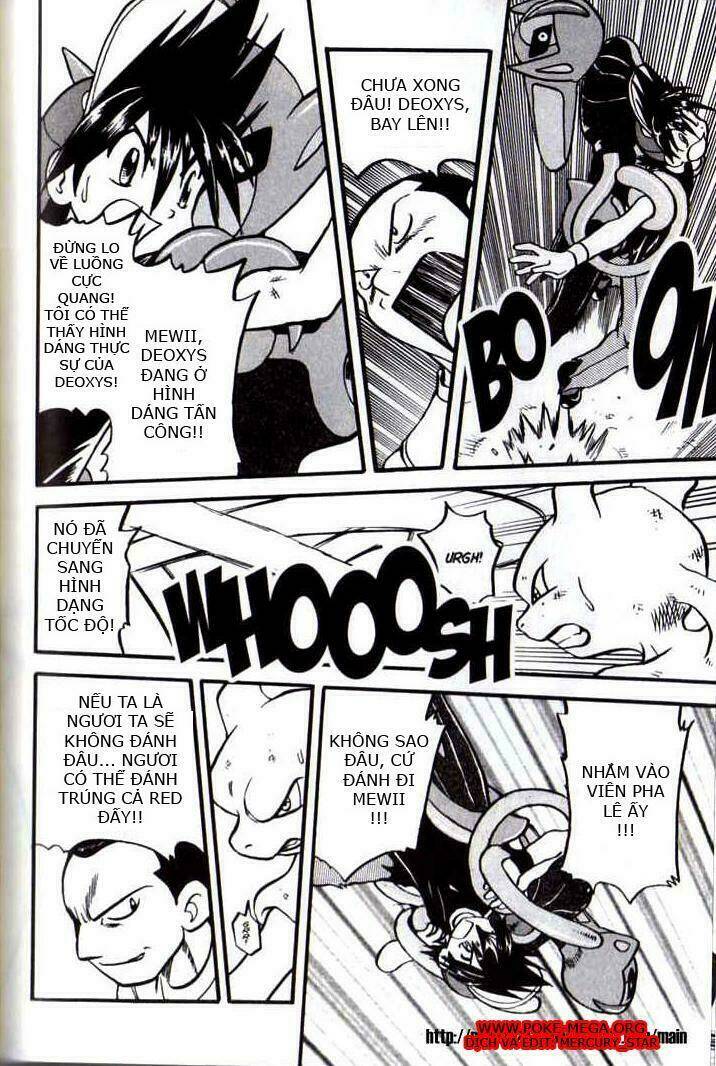 CHƯA XONG
ĐÂU! DEOXYS,
BAY LÊN!!
BO OM
ĐỪNG LO
VỀ LUỒNG
CỰC
QUANG!
TÔI CÓ THỂ
THẤY HÌNH
DÁNG THỰC
SỰ CỦA
DEOXYS!
MEWII,
DEOXYS
ĐANG Ở
HÌNH
DÁNG TẤN
CÔNG!!
NÓ ĐÃ
CHUYỂN
SANG
HÌNH
DẠNG
TỐC ĐỘ!
WHOOOSH
URGH!
NẾU TA LÀ
NGƯƠI TA SẼ
KHÔNG ĐÁNH
ĐÂU... NGƯƠI
CÓ THỂ ĐÁNH
TRÚNG CẢ RED
ĐẤY!!
KHÔNG SAO
ĐÂU, CỨ
ĐÁNH ĐI
MEWII
!!!
NHẮM VÀO
VIÊN PHA
LÊ ẤY
!!!
WWW.POKE-MEGA.ORG
DỊCH VÀ EDIT: MERCURY_STAR